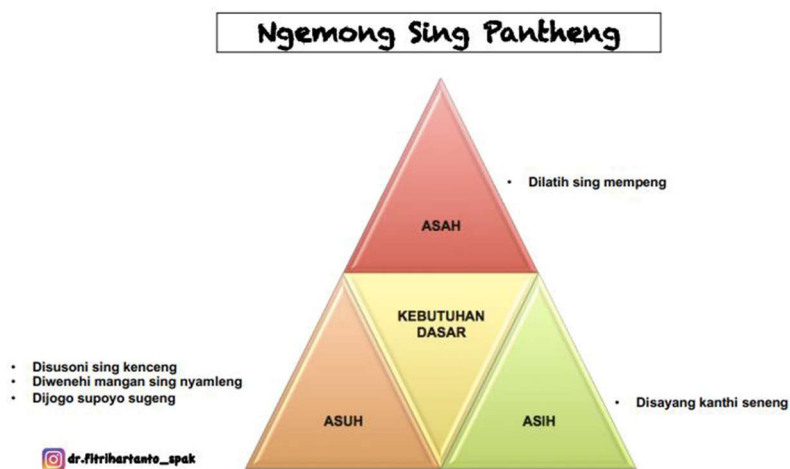 Ngemong Sing Pantheng
• Dilatih sing mempeng
ASAH
KEBUTUHAN
DASAR
• Disusoni sing kenceng
• Diwenehi mangan sing nyamleng
• Dijogo supoyo sugeng
ASUH
ASIH
• Disayang kanthi seneng
dr.fitrihartanto_spak